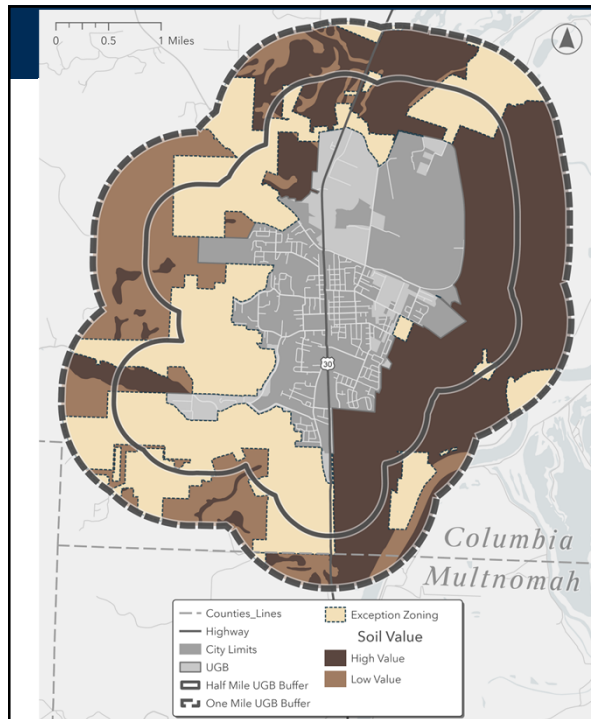 0 0.5 1 Miles
30
Columbia
Multnomah
Counties_Lines
Highway
City Limits
UGB
Half Mile UGB Buffer
One Mile UGB Buffer
Exception Zoning
Soil Value
High Value
Low Value